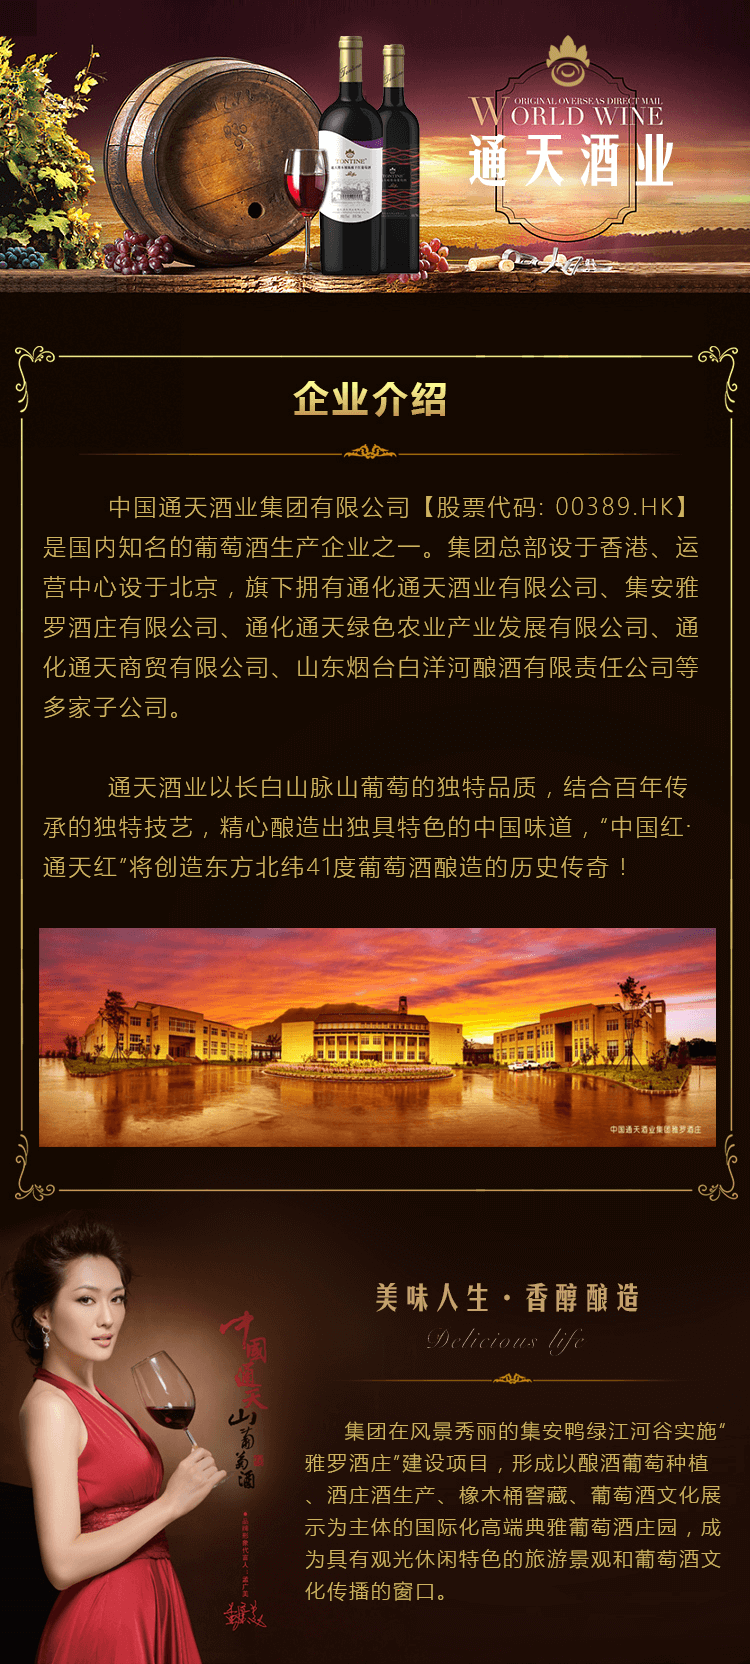 ORIGINAL OVERSEAS DIRECT MAIL
WORLD WINE
通天酒业
TONTINE
企业介绍
中国通天酒业集团有限公司【股票代码: 00389.HK】
是国内知名的葡萄酒生产企业之一。集团总部设于香港、运
营中心设于北京，旗下拥有通化通天酒业有限公司、集安雅
罗酒庄有限公司、通化通天绿色农业产业发展有限公司、通
化通天商贸有限公司、山东烟台白洋河酿酒有限责任公司等
多家子公司。
通天酒业以长白山脉山葡萄的独特品质，结合百年传
承的独特技艺，精心酿造出独具特色的中国味道，“中国红·
通天红”将创造东方北纬41度葡萄酒酿造的历史传奇！
中国通天酒业集团雅罗酒庄
美味人生·香醇酿造
Delicious life
中国通天
山葡萄酒
集团在风景秀丽的集安鸭绿江河谷实施“
雅罗酒庄”建设项目，形成以酿酒葡萄种植
、酒庄酒生产、橡木桶窖藏、葡萄酒文化展
示为主体的国际化高端典雅葡萄酒庄园，成
为具有观光休闲特色的旅游景观和葡萄酒文
化传播的窗口。